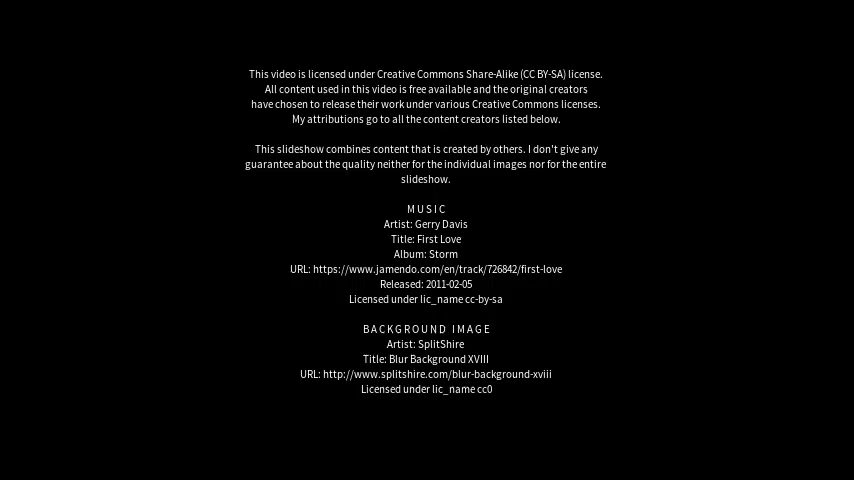 This video is licensed under Creative Commons Share-Alike (CC BY-SA) license.
All content used in this video is free available and the original creators
have chosen to release their work under various Creative Commons licenses.
My attributions go to all the content creators listed below.
This slideshow combines content that is created by others. I don't give any
guarantee about the quality neither for the individual images nor for the entire
slideshow.
MUSIC
Artist: Gerry Davis
Title: First Love
Album: Storm
URL: https://www.jamendo.com/en/track/726842/first-love
Released: 2011-02-05
Licensed under lic_name cc-by-sa
BACKGROUND IMAGE
Artist: SplitShire
Title: Blur Background XVIII
URL: http://www.splitshire.com/blur-background-xviii
Licensed under lic_name cc0